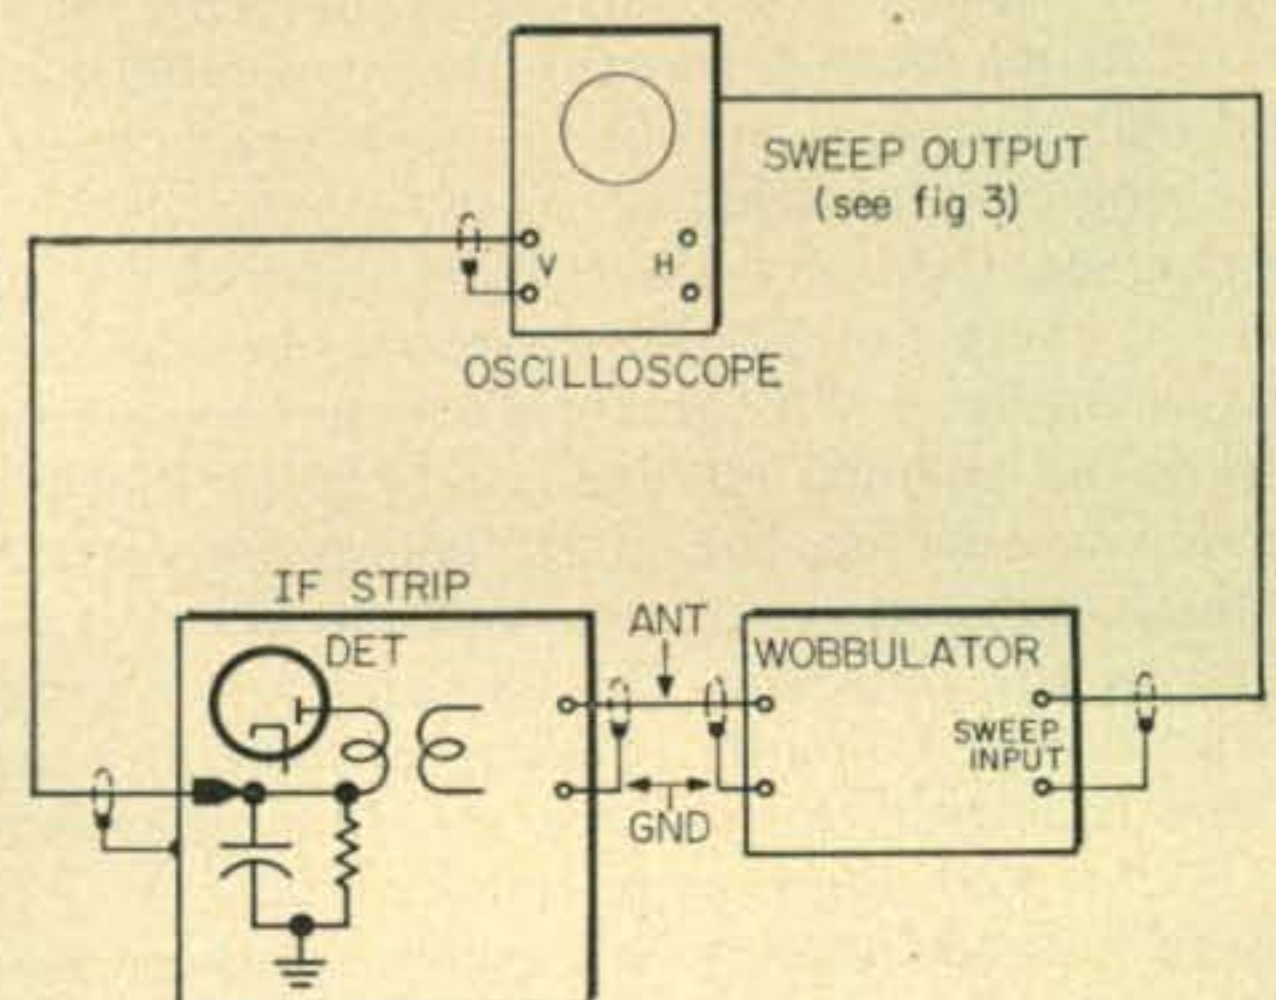 SWEEP OUTPUT
(see fig 3)
V
H
OSCILLOSCOPE
IF STRIP
DET
ANT
WOBBULATOR
SWEEP
INPUT
GND